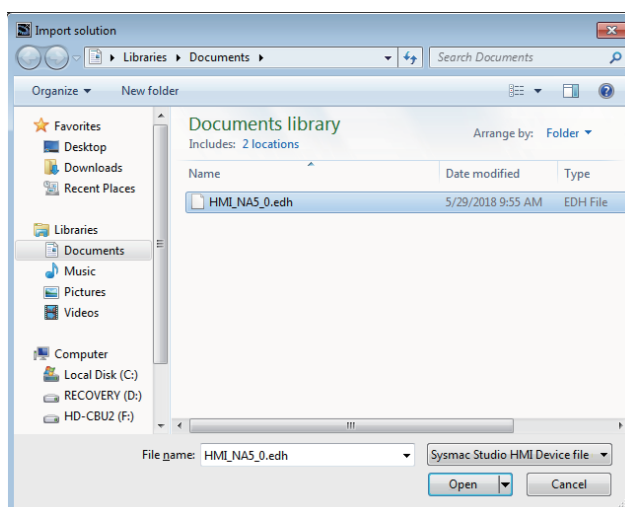 Import solution
Libraries Documents
Search Documents
Organize New folder
Favorites
Desktop
Downloads
Recent Places
Libraries
Documents
Music
Pictures
Videos
Computer
Local Disk (C:)
RECOVERY (D:)
HD-CBU2 (F:)
Documents library
Includes: 2 locations
Arrange by: Folder
Name Date modified Type
HMI_NA5_0.edh 5/29/2018 9:55 AM EDH File
File name: HMI_NA5_0.edh Sysmac Studio HMI Device file
Open Cancel